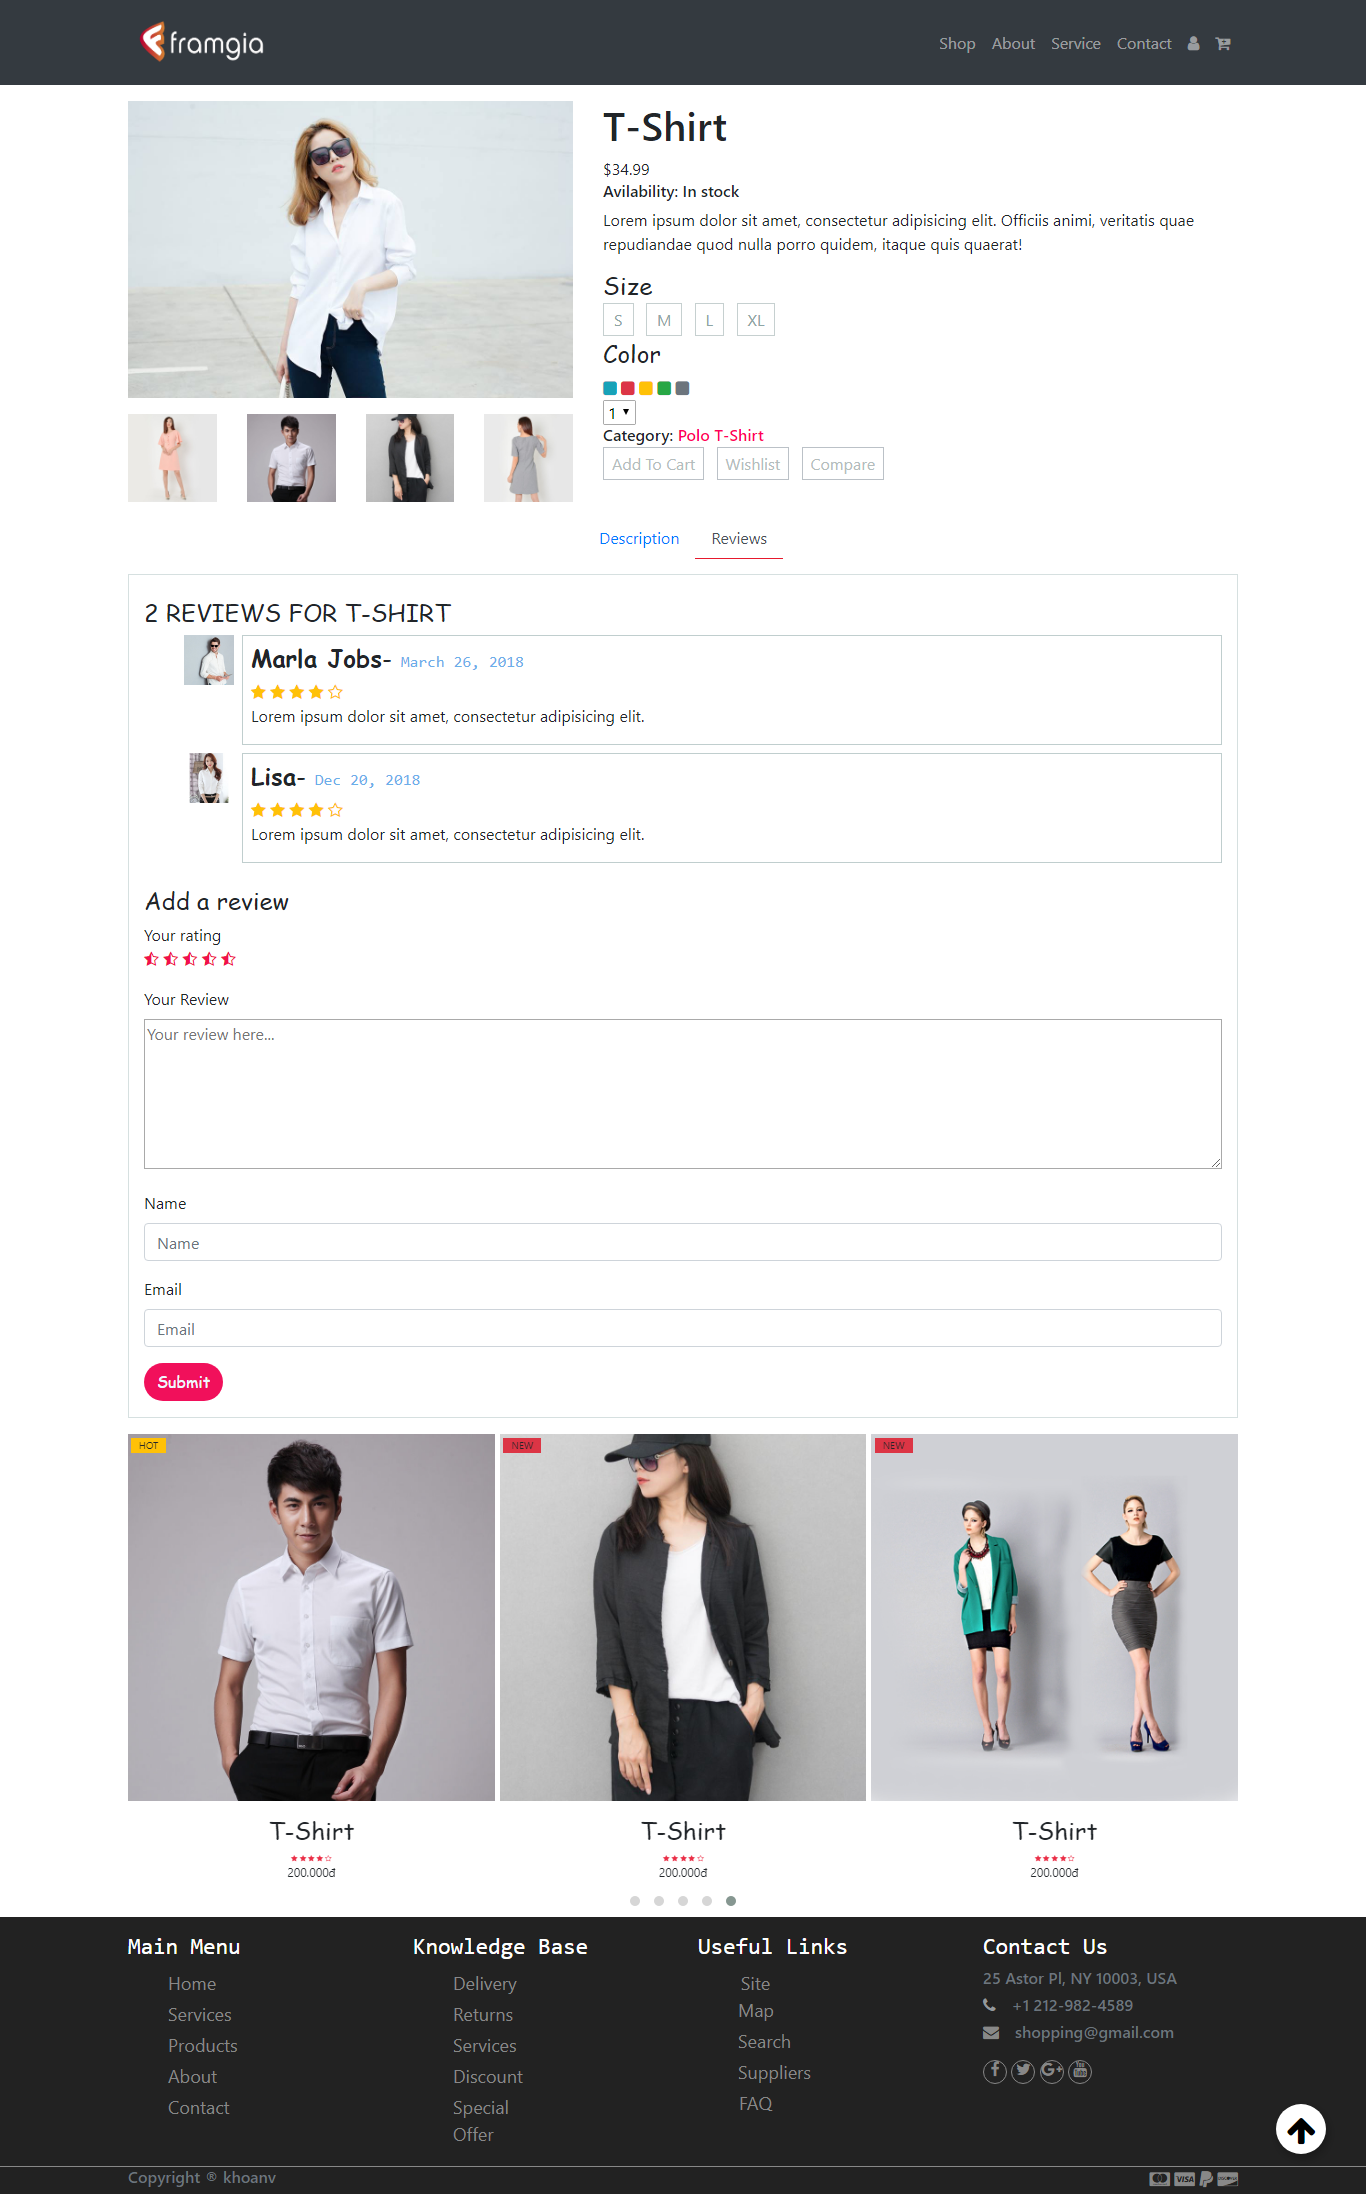 framgia
Shop About Service Contact
T-Shirt
$34.99
Avilability: In stock
Lorem ipsum dolor sit amet, consectetur adipisicing elit. Officiis animi, veritatis quae
repudiandae quod nulla porro quidem, itaque quis quaerat!
Size
S M L XL
Color
1
Category: Polo T-Shirt
Add To Cart Wishlist Compare
Description Reviews
2 REVIEWS FOR T-SHIRT
Marla Jobs- March 26, 2018
Lorem ipsum dolor sit amet, consectetur adipisicing elit.
Lisa- Dec 20, 2018
Lorem ipsum dolor sit amet, consectetur adipisicing elit.
Add a review
Your rating
Your Review
Your review here...
Name
Name
Email
Email
Submit
HOT NEW NEW
T-Shirt T-Shirt T-Shirt
200.000đ 200.000đ 200.000đ
Main Menu
Home
Services
Products
About
Contact
Knowledge Base
Delivery
Returns
Services
Discount
Special
Offer
Useful Links
Site
Map
Search
Suppliers
FAQ
Contact Us
25 Astor Pl, NY 10003, USA
+1 212-982-4589
shopping@gmail.com
Copyright ® khoanv
VISA